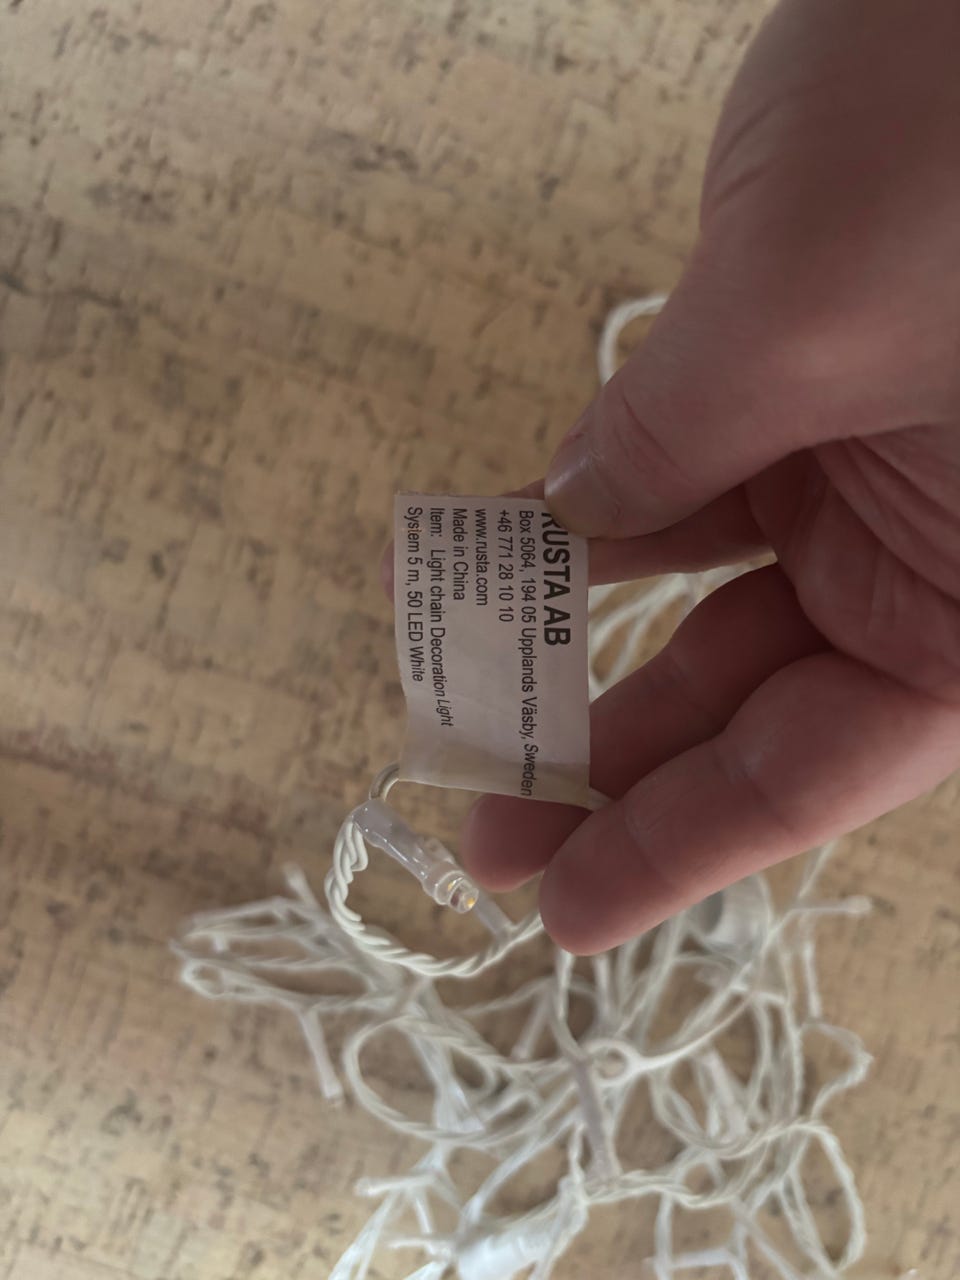 RUSTA AB
Box 5064, 194 05 Upplands Väsby, Sweden
+46 771 28 10 10
www.rusta.com
Made in China
Item: Light chain Decoration Light
System 5 m, 50 LED White